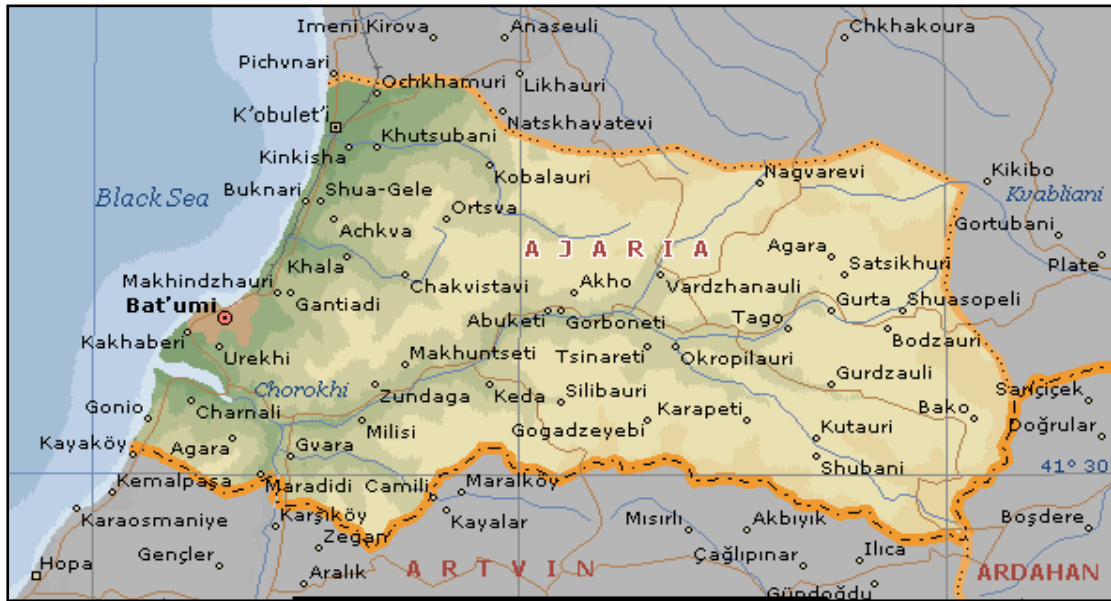 Imeni Kirova
Anaseuli
Chkhakoura
Pichvnari
Ochkhamuri
Likhauri
K'obulet'i
Natskhavatevi
Khutsubani
Kinkisha
Kobalauri
Nagvarevi
Kikibo
Kvabliani
Buknari
Shua-Gele
Black Sea
Ortsva
Gortubani
Achkva
AJARIA
Agara
Plate
Khala
Satsikhuri
Makhindzhauri
Chakvistavi
Akho
Vardzhanauli
Bat'umi
Gantiadi
Gurta
Shuasopeli
Abuketi
Gorboneti
Tago
Kakhaberi
Urekhi
Makhuntseti
Tsinareti
Okropilauri
Bodzauri
Chorokhi
Zundaga
Keda
Silibauri
Gurdzauli
Sarıçiçek
Gonio
Charnali
Karapeti
Bako
Kayaköy
Agara
Gvara
Milisi
Gogadzeyebi
Kutauri
Doğrular
Shubani
41° 30
Kemalpaşa
Maradidi
Camili
Maralköy
Karaosmaniye
Karşıköy
Kayalar
Mısırlı
Akbıyık
Boşdere
Gençler
Zegan
Çağlıpınar
Ilıca
Hopa
Aralık
ARTVIN
ARDAHAN
Gündoğdu